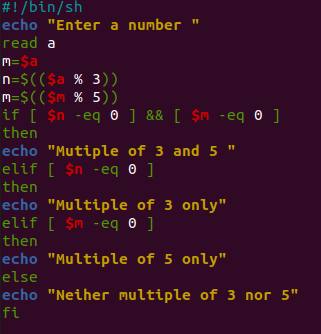 #!/bin/sh
echo "Enter a number "
read a
m=$a
n=$(($a % 3))
m=$(($m % 5))
if [ $n -eq 0 ] && [ $m -eq 0 ]
then
echo "Mutiple of 3 and 5 "
elif [ $n -eq 0 ]
then
echo "Multiple of 3 only"
elif [ $m -eq 0 ]
then
echo "Multiple of 5 only"
else
echo "Neither multiple of 3 nor 5"
fi